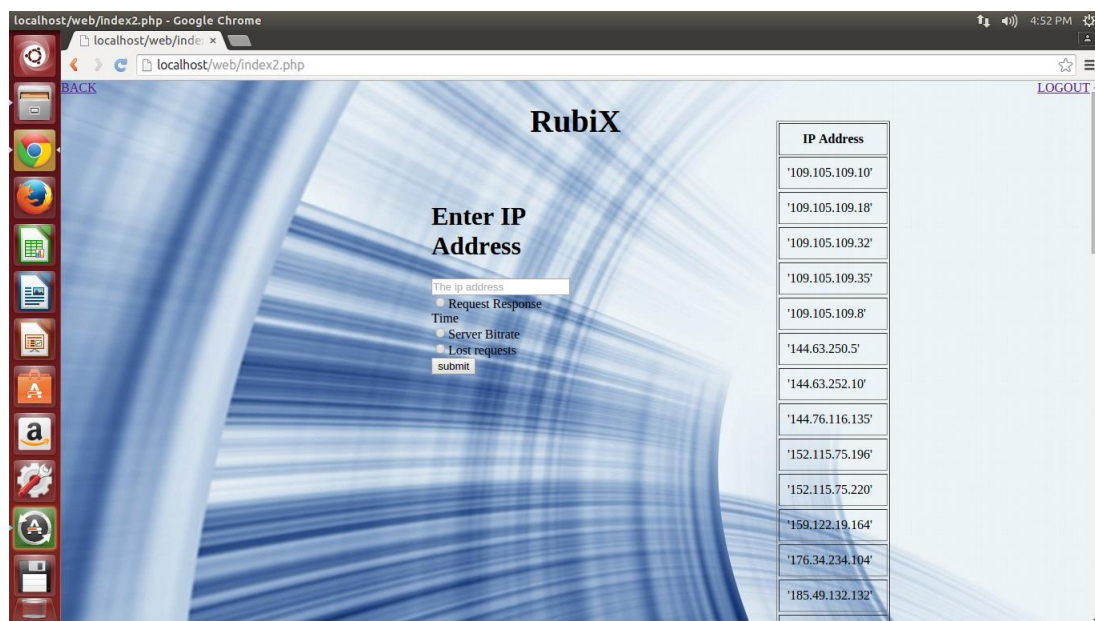 localhost/web/index2.php - Google Chrome
4:52 PM
localhost/web/inde
localhost/web/index2.php
BACK
LOGOUT
RubiX
Enter IP
Address
The ip address
Request Response
Time
Server Bitrate
Lost requests
submit
IP Address
'109.105.109.10'
'109.105.109.18'
'109.105.109.32'
'109.105.109.35'
'109.105.109.8'
'144.63.250.5'
'144.63.252.10'
'144.76.116.135'
'152.115.75.196'
'152.115.75.220'
'159.122.19.164'
'176.34.234.104'
'185.49.132.132'